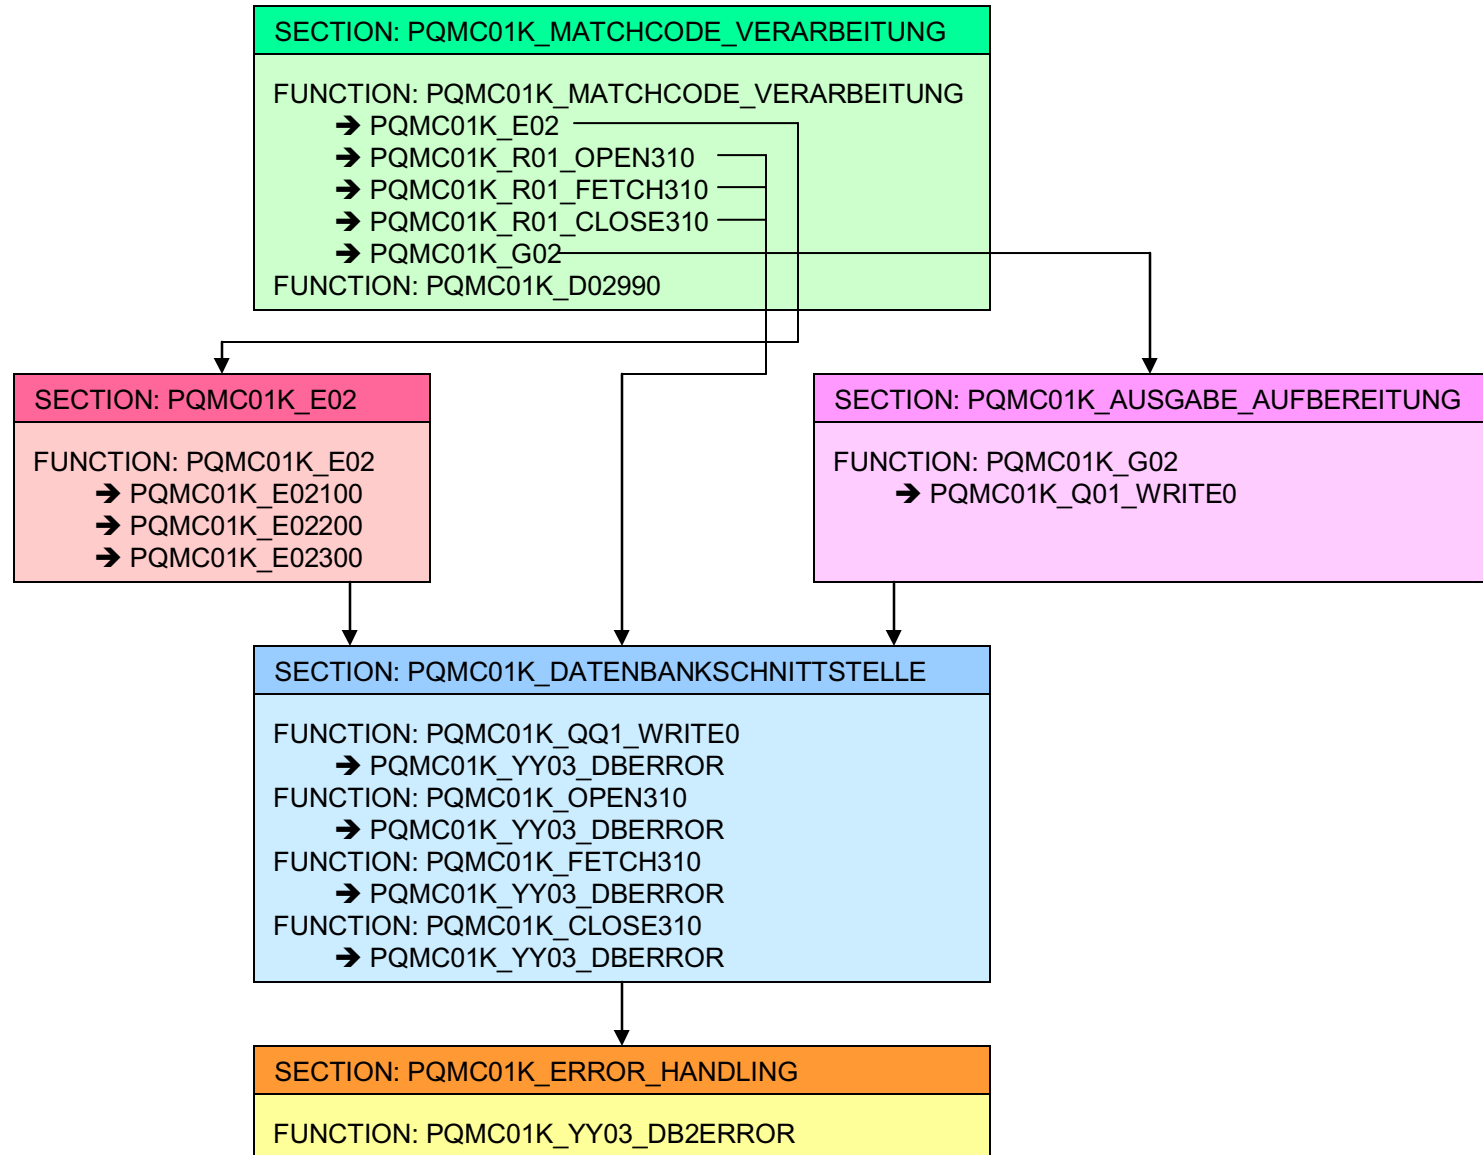 SECTION: PQMC01K_MATCHCODE_VERARBEITUNG
FUNCTION: PQMC01K_MATCHCODE_VERARBEITUNG
➔ PQMC01K_E02
➔ PQMC01K_R01_OPEN310
➔ PQMC01K_R01_FETCH310
➔ PQMC01K_R01_CLOSE310
➔ PQMC01K_G02
FUNCTION: PQMC01K_D02990
SECTION: PQMC01K_E02
FUNCTION: PQMC01K_E02
➔ PQMC01K_E02100
➔ PQMC01K_E02200
➔ PQMC01K_E02300
SECTION: PQMC01K_AUSGABE_AUFBEREITUNG
FUNCTION: PQMC01K_G02
➔ PQMC01K_Q01_WRITE0
SECTION: PQMC01K_DATENBANKSCHNITTSTELLE
FUNCTION: PQMC01K_QQ1_WRITE0
➔ PQMC01K_YY03_DBERROR
FUNCTION: PQMC01K_OPEN310
➔ PQMC01K_YY03_DBERROR
FUNCTION: PQMC01K_FETCH310
➔ PQMC01K_YY03_DBERROR
FUNCTION: PQMC01K_CLOSE310
➔ PQMC01K_YY03_DBERROR
SECTION: PQMC01K_ERROR_HANDLING
FUNCTION: PQMC01K_YY03_DB2ERROR